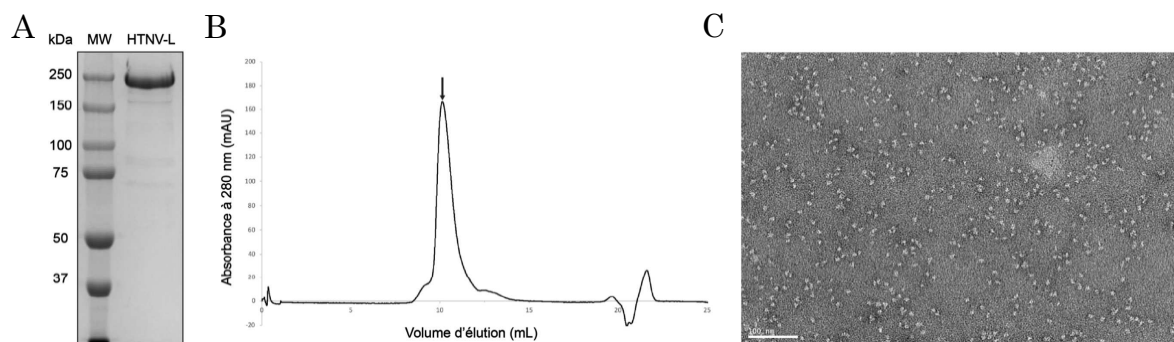 A
kDa MW HTNV-L
250
150
100
75
50
37
B
Absorbance à 280 nm (mAU)
200
180
160
140
120
100
80
60
40
20
0
-20
0 5 10 15 20 25
Volume d'élution (mL)
C
100 nm